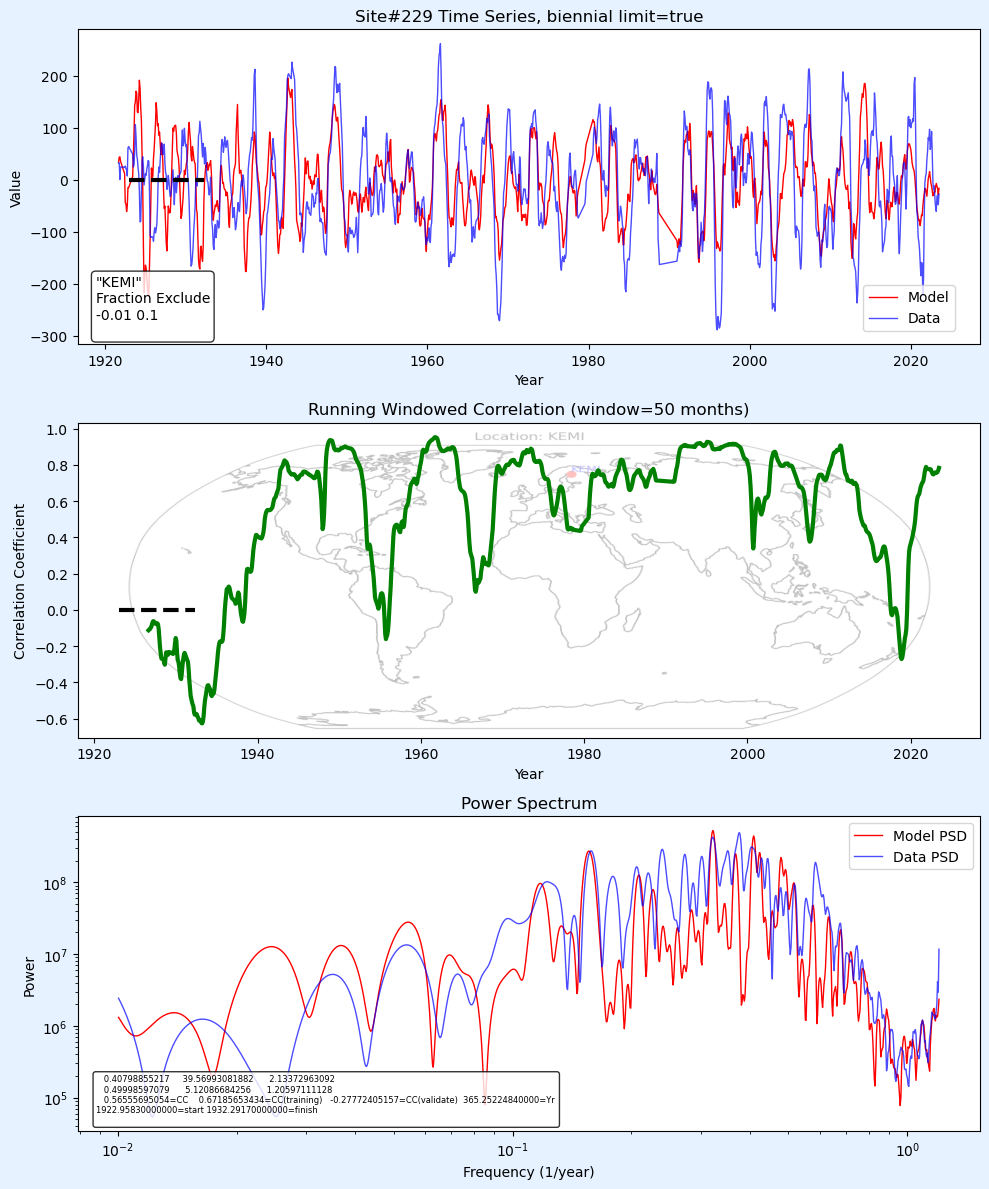 Site#229 Time Series, biennial limit=true
Value
200
100
0
−100
−200
−300
"KEMI"
Fraction Exclude
-0.01 0.1
Model
Data
1920
1940
1960
1980
2000
2020
Year
Running Windowed Correlation (window=50 months)
Location: KEMI
Correlation Coefficient
1.0
0.8
0.6
0.4
0.2
0.0
−0.2
−0.4
−0.6
1920
1940
1960
1980
2000
2020
Year
Power Spectrum
Model PSD
Data PSD
Power
10^8
10^7
10^6
10^5
0.40798855217 39.56993081882 2.13372963092
0.49998597079 5.12086684256 1.20597111128
0.56555695054=CC 0.67185653434=CC(training) -0.27772405157=CC(validate) 365.25224840000=Yr
1922.95830000000=start 1932.29170000000=finish
10^−2
10^−1
10^0
Frequency (1/year)